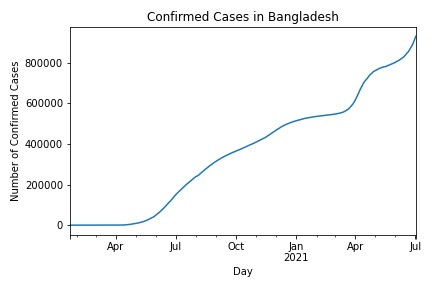 Confirmed Cases in Bangladesh
Number of Confirmed Cases
800000
600000
400000
200000
0
Apr
Jul
Oct
Jan
2021
Apr
Jul
Day